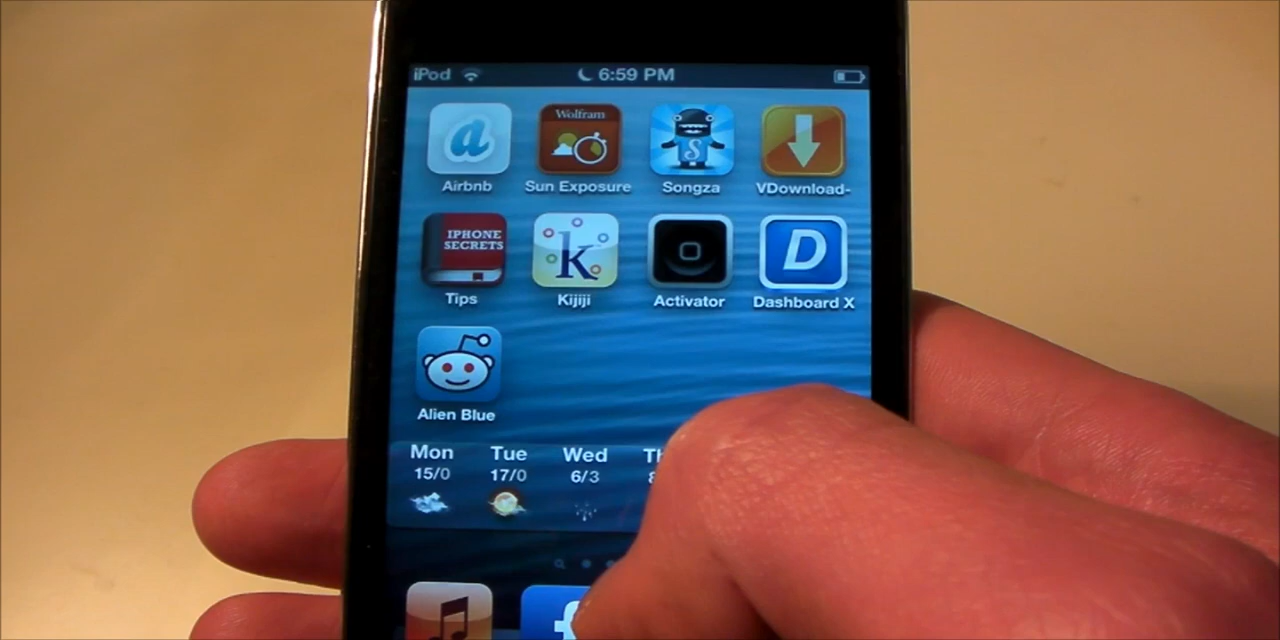 iPod 6:59 PM
a Wolfram S
Airbnb Sun Exposure Songza VDownload-
IPHONE
SECRETS k D
Tips Kijiji Activator Dashboard X
Alien Blue
Mon Tue Wed
15/0 17/0 6/3
f